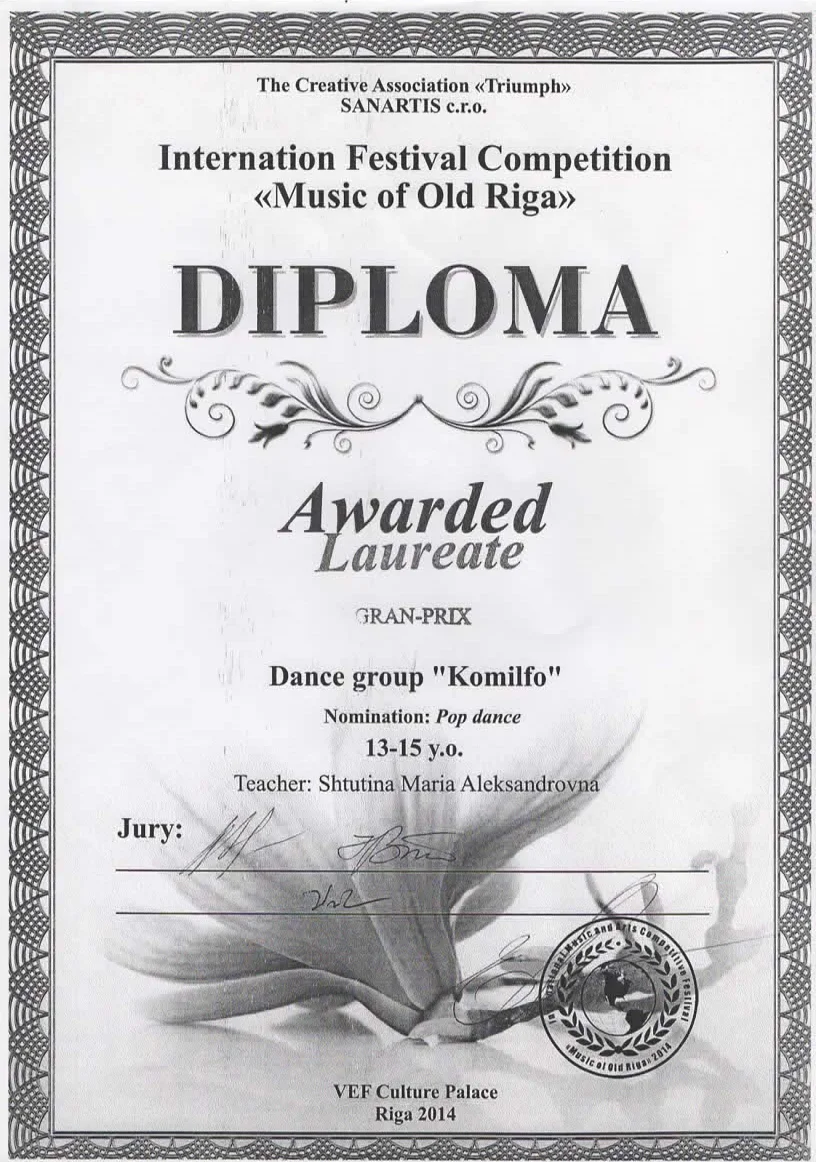 The Creative Association «Triumph»
SANARTIS c.r.o.
Internation Festival Competition
«Music of Old Riga»
DIPLOMA
Awarded
Laureate
GRAN-PRIX
Dance group "Komilfo"
Nomination: Pop dance
13-15 y.o.
Teacher: Shtutina Maria Aleksandrovna
Jury:
International Music and Arts Competitive Festival
«Music of Old Riga» 2014
VEF Culture Palace
Riga 2014